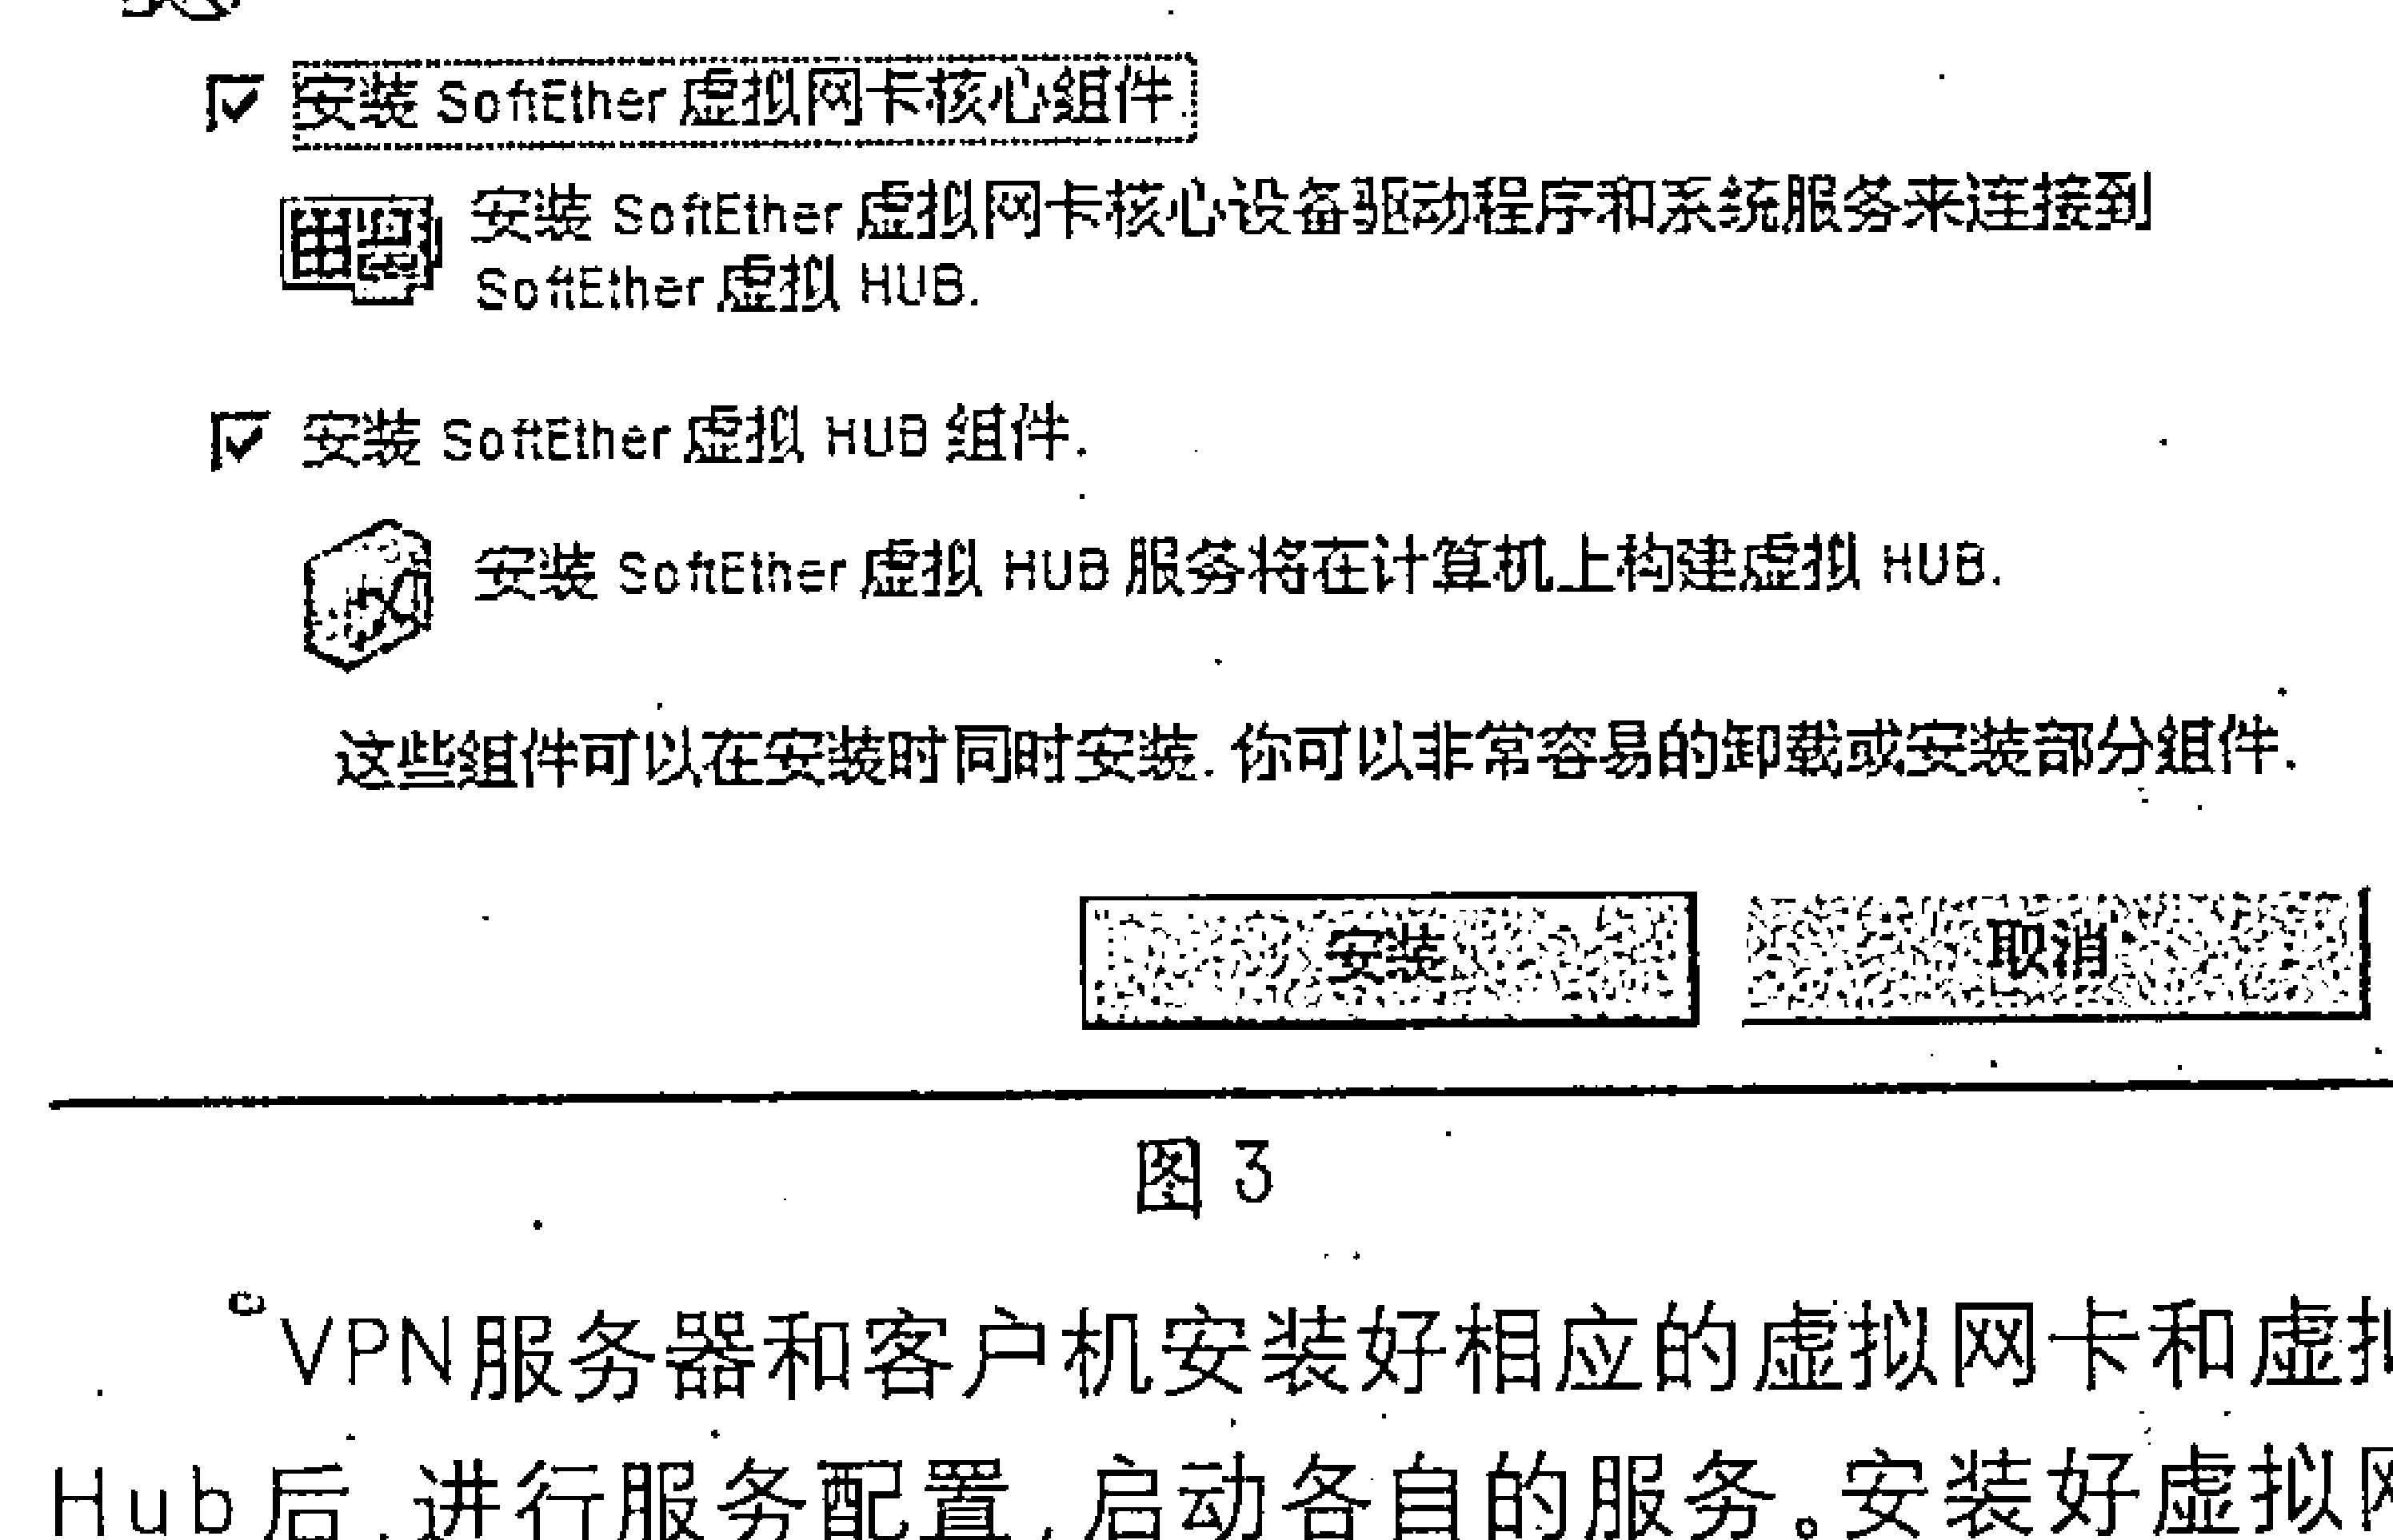 安装 SoftEther 虚拟网卡核心组件.
安装 SoftEther 虚拟网卡核心设备驱动程序和系统服务来连接到
SoftEther 虚拟 HUB.
安装 SoftEther 虚拟 HUB 组件.
安装 SoftEther 虚拟 HUB 服务将在计算机上构建虚拟 HUB.
这些组件可以在安装时同时安装. 你可以非常容易的卸载或安装部分组件.
安装 取消
图 3
VPN服务器和客户机安装好相应的虚拟网卡和虚拟
Hub后,进行服务配置,启动各自的服务。安装好虚拟网